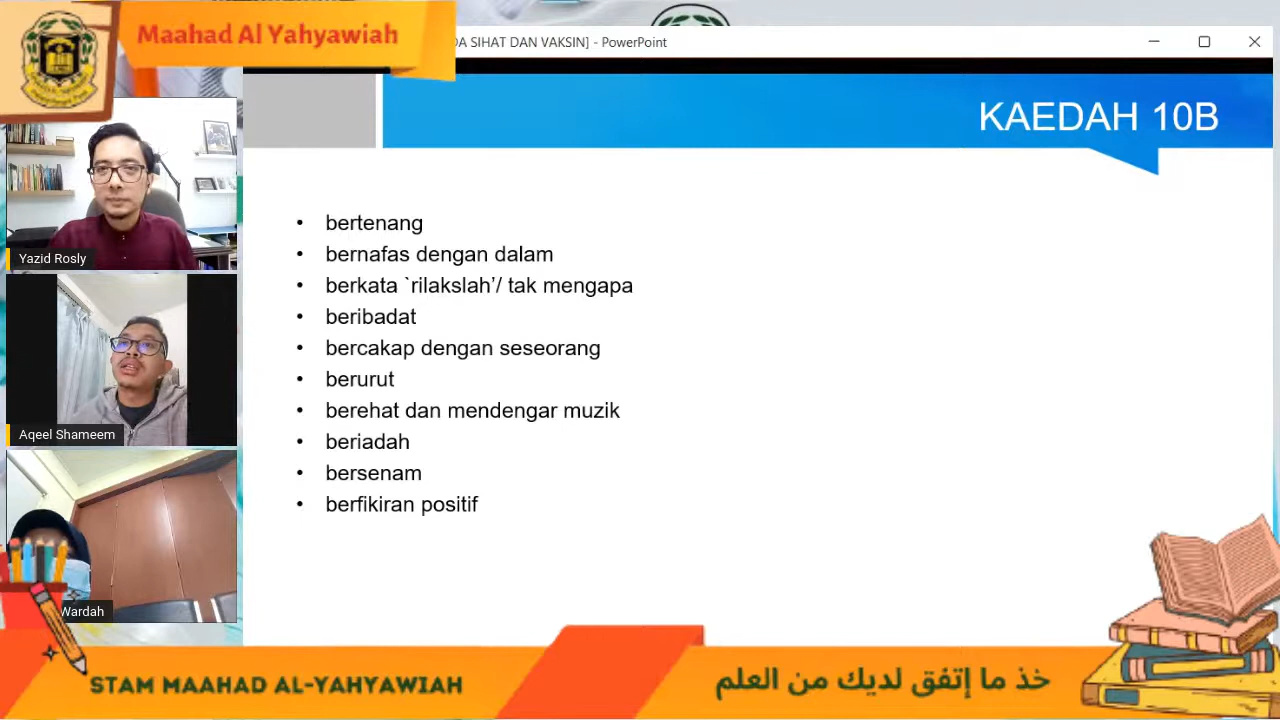 Maahad Al Yahyawiah
DA SIHAT DAN VAKSIN] - PowerPoint
KAEDAH 10B
• bertenang
• bernafas dengan dalam
• berkata `rilakslah’/ tak mengapa
• beribadat
• bercakap dengan seseorang
• berurut
• berehat dan mendengar muzik
• beriadah
• bersenam
• berfikiran positif
Yazid Rosly
Aqeel Shameem
Wardah
STAM MAAHAD AL-YAHYAWIAH
خذ ما إتفق لديك من العلم